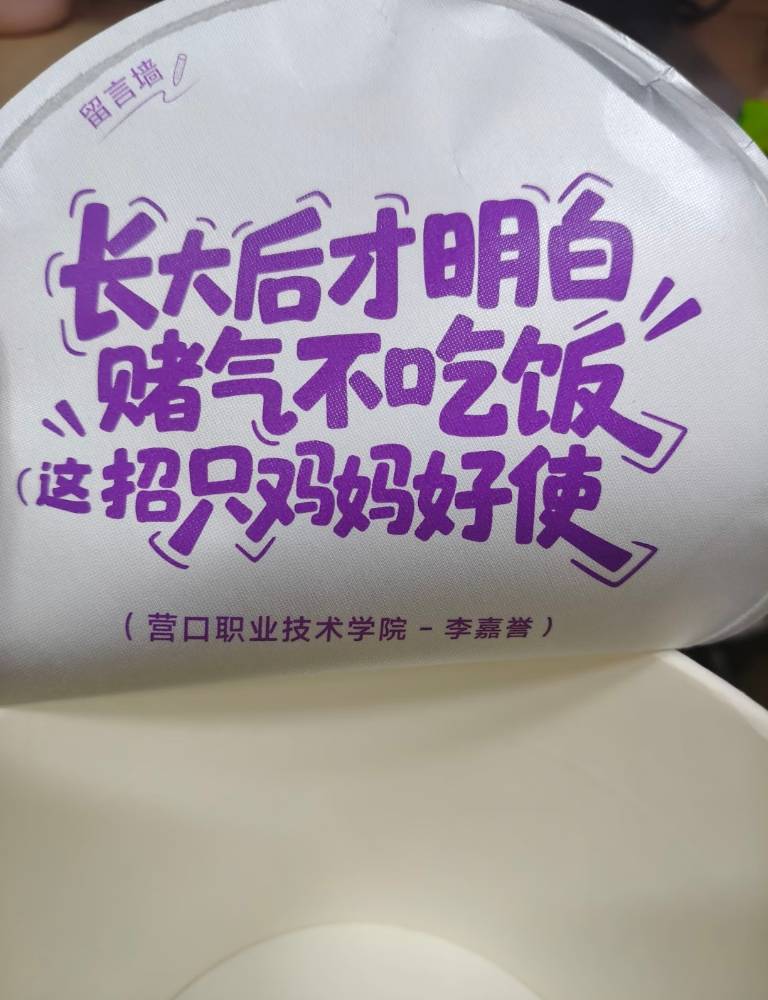 留言墙
长大后才明白
赌气不吃饭
这招只对妈妈好使
（营口职业技术学院－李嘉誉）